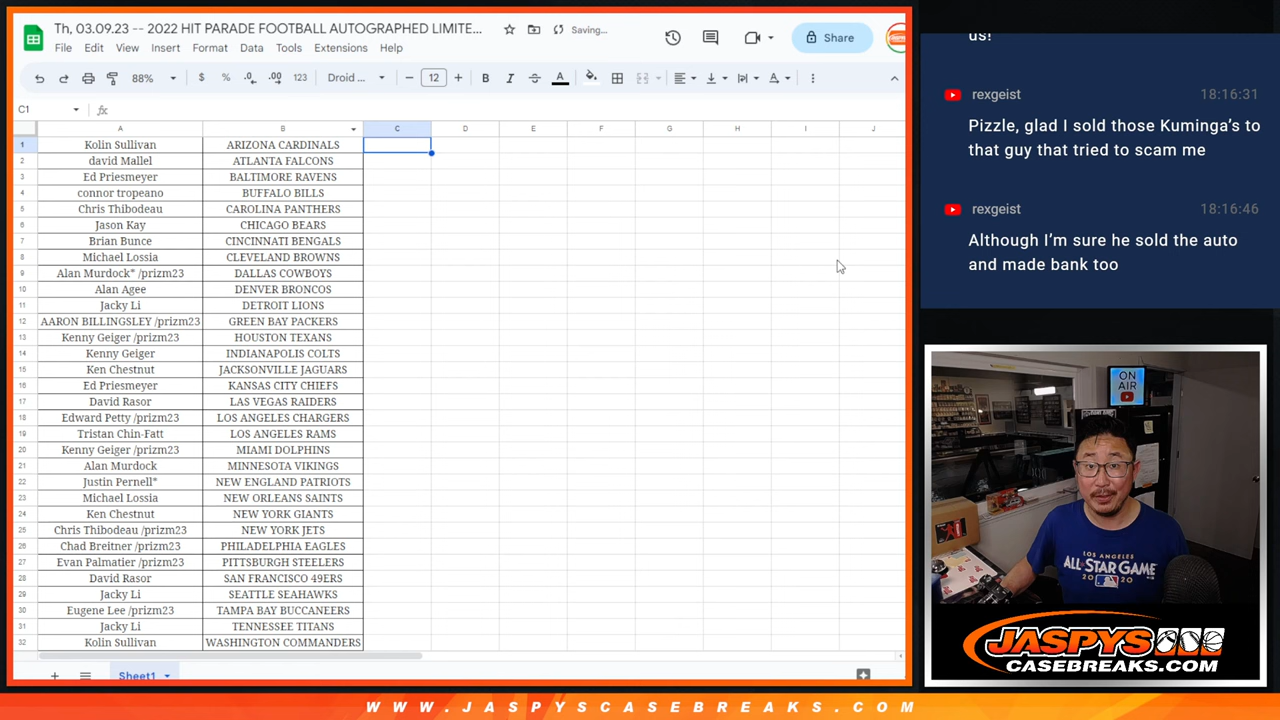 Th, 03.09.23 -- 2022 HIT PARADE FOOTBALL AUTOGRAPHED LIMITE...
Saving...
Share
File Edit View Insert Format Data Tools Extensions Help
88% $ % .0 .00 123 Droid ... 12 B I A
C1 fx
A B C D E F G H I J
1 Kolin Sullivan ARIZONA CARDINALS
2 david Mallel ATLANTA FALCONS
3 Ed Priesmeyer BALTIMORE RAVENS
4 connor tropeano BUFFALO BILLS
5 Chris Thibodeau CAROLINA PANTHERS
6 Jason Kay CHICAGO BEARS
7 Brian Bunce CINCINNATI BENGALS
8 Michael Lossia CLEVELAND BROWNS
9 Alan Murdock* /prizm23 DALLAS COWBOYS
10 Alan Agee DENVER BRONCOS
11 Jacky Li DETROIT LIONS
12 AARON BILLINGSLEY /prizm23 GREEN BAY PACKERS
13 Kenny Geiger /prizm23 HOUSTON TEXANS
14 Kenny Geiger INDIANAPOLIS COLTS
15 Ken Chestnut JACKSONVILLE JAGUARS
16 Ed Priesmeyer KANSAS CITY CHIEFS
17 David Rasor LAS VEGAS RAIDERS
18 Edward Petty /prizm23 LOS ANGELES CHARGERS
19 Tristan Chin-Fatt LOS ANGELES RAMS
20 Kenny Geiger /prizm23 MIAMI DOLPHINS
21 Alan Murdock MINNESOTA VIKINGS
22 Justin Pernell* NEW ENGLAND PATRIOTS
23 Michael Lossia NEW ORLEANS SAINTS
24 Ken Chestnut NEW YORK GIANTS
25 Chris Thibodeau /prizm23 NEW YORK JETS
26 Chad Breitner /prizm23 PHILADELPHIA EAGLES
27 Evan Palmatier /prizm23 PITTSBURGH STEELERS
28 David Rasor SAN FRANCISCO 49ERS
29 Jacky Li SEATTLE SEAHAWKS
30 Eugene Lee /prizm23 TAMPA BAY BUCCANEERS
31 Jacky Li TENNESSEE TITANS
32 Kolin Sullivan WASHINGTON COMMANDERS
Sheet1
us!
rexgeist 18:16:31
Pizzle, glad I sold those Kuminga's to
that guy that tried to scam me
rexgeist 18:16:46
Although I'm sure he sold the auto
and made bank too
ON
AIR
LOS ANGELES
ALL STAR GAME
2020
JASPYS
CASEBREAKS.COM
WWW.JASPYSCASEBREAKS.COM